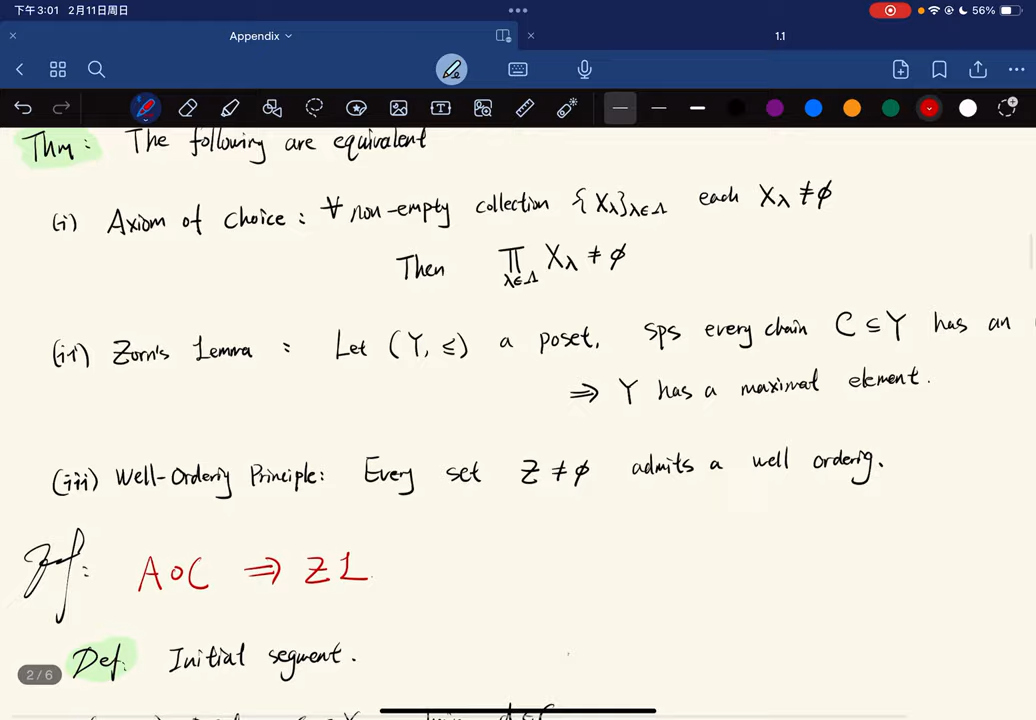 下午3:01 2月11日周日
56%
Appendix
1.1
Thm: The following are equivalent
(i) Axiom of choice: ∀ non-empty collection {Xλ}λ∈Λ each Xλ ≠ ∅
Then ∏λ∈Λ Xλ ≠ ∅
(ii) Zorn's Lemma: Let (Y, ≤) a poset, sps every chain C ⊆ Y has an
⇒ Y has a maximal element.
(iii) Well-Orderig Principle: Every set Z ≠ ∅ admits a well orderig.
Pf: AoC ⇒ ZL
Def: Initial segment.
2/6